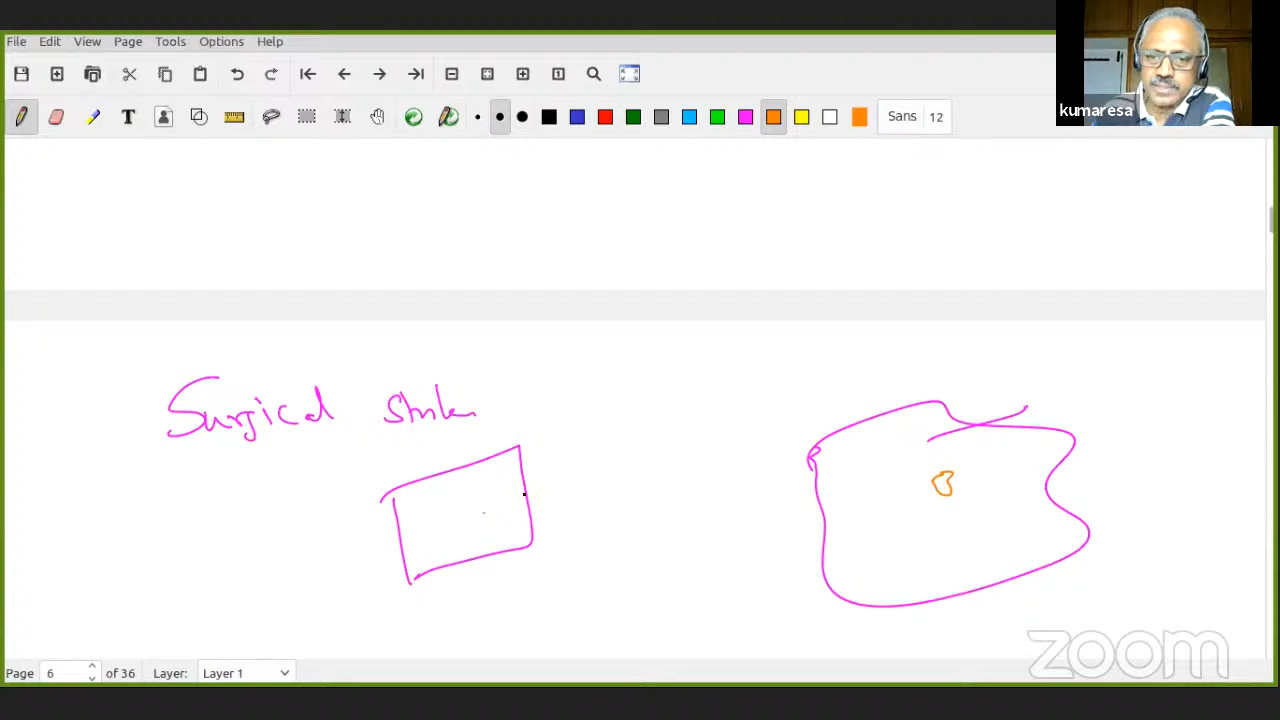 File Edit View Page Tools Options Help
Sans 12
kumaresa
Surgical strike
Page 6 of 36 Layer: Layer 1
zoom